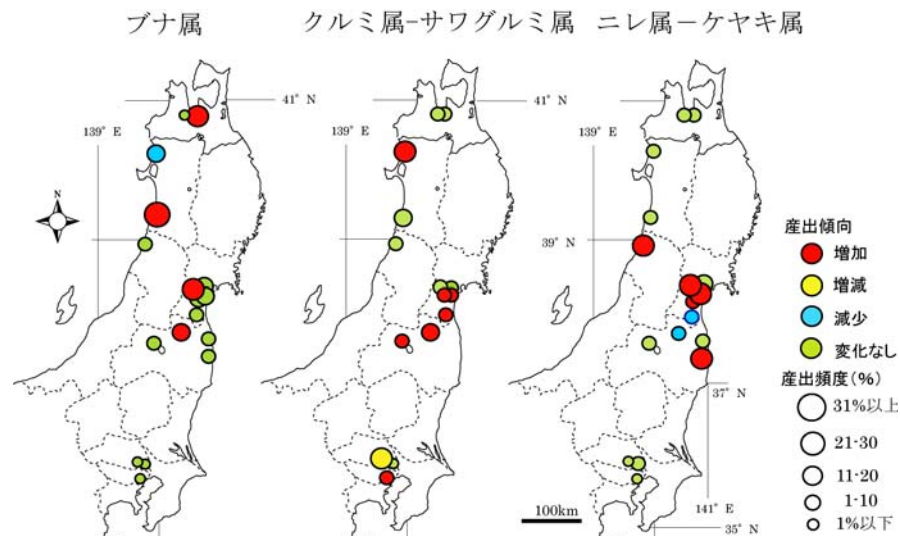 ブナ属 クルミ属-サワグルミ属 ニレ属－ケヤキ属
41° N 41° N
139° E 139° E 139° E
N
39° N 39° N
37° N
141° E
35° N
100km
産出傾向
増加
増減
減少
変化なし
産出頻度(%)
31%以上
21-30
11-20
1-10
1%以下